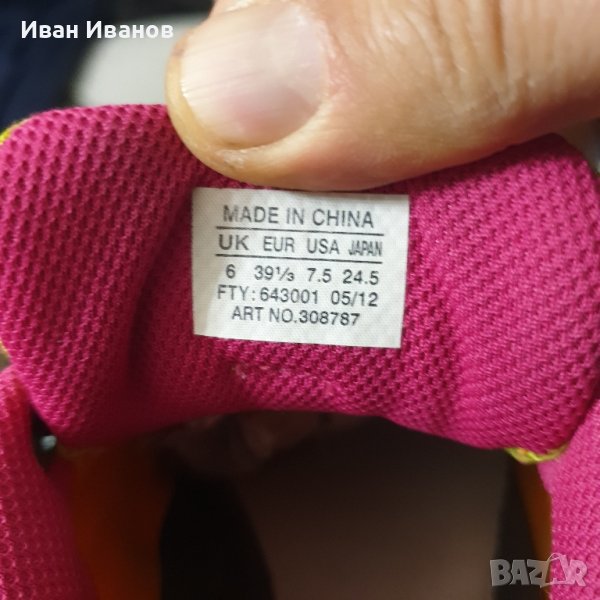 Иван Иванов
MADE IN CHINA
UK EUR USA JAPAN
6 39⅓ 7.5 24.5
FTY: 643001 05/12
ART NO.308787
BAZAR